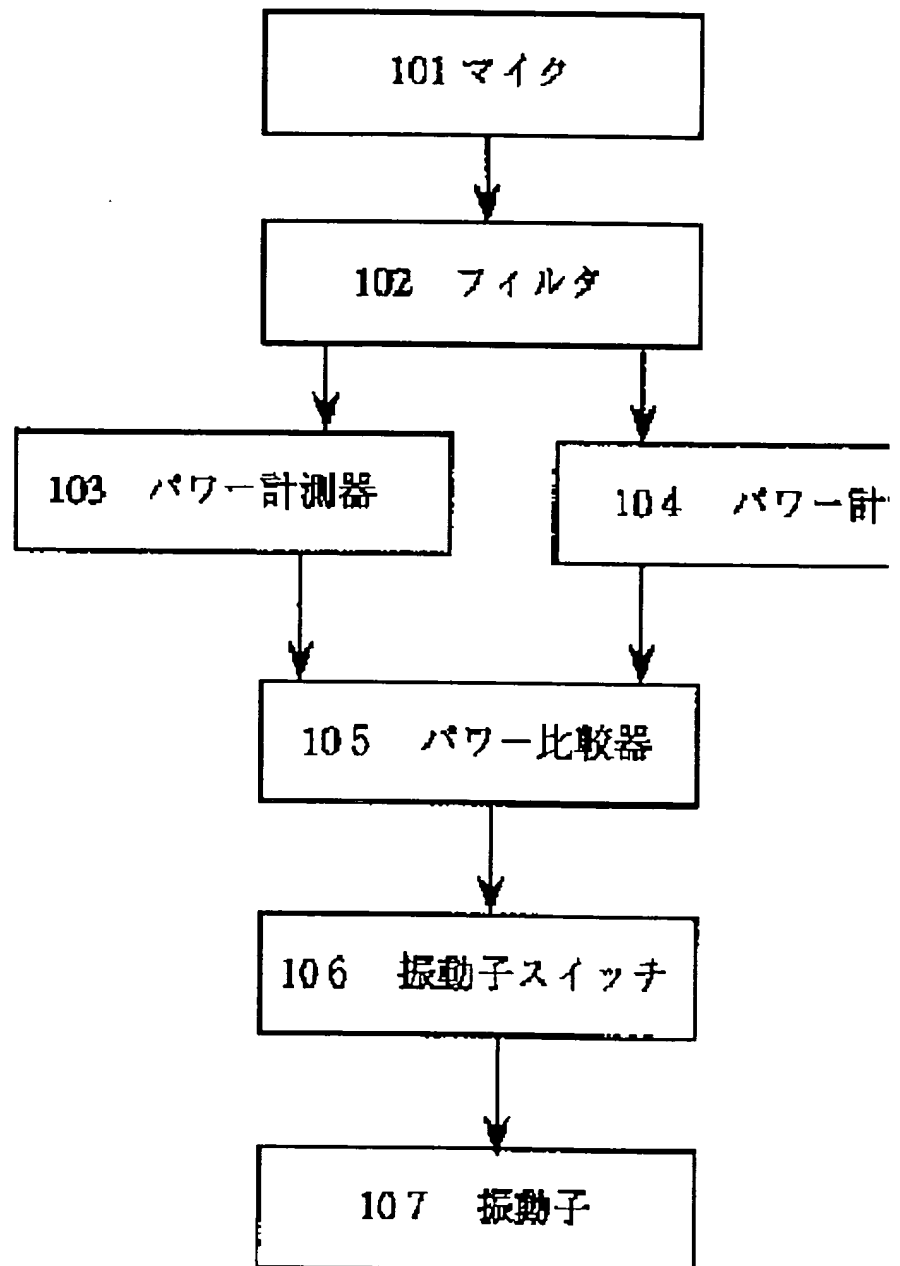 101 マイク
102 フィルタ
103 パワー計測器
104 パワー計
105 パワー比較器
106 振動子スイッチ
107 振動子